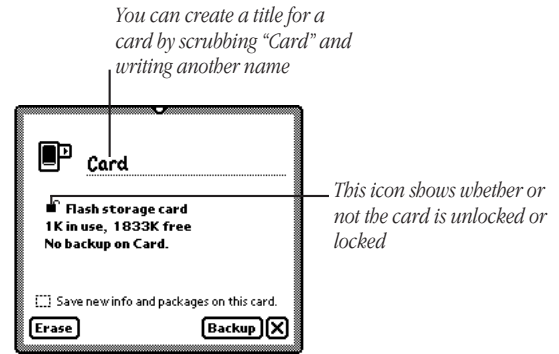 You can create a title for a
card by scrubbing “Card” and
writing another name
Card
Flash storage card
1K in use, 1833K free
No backup on Card.
This icon shows whether or
not the card is unlocked or
locked
Save new info and packages on this card.
Erase
Backup